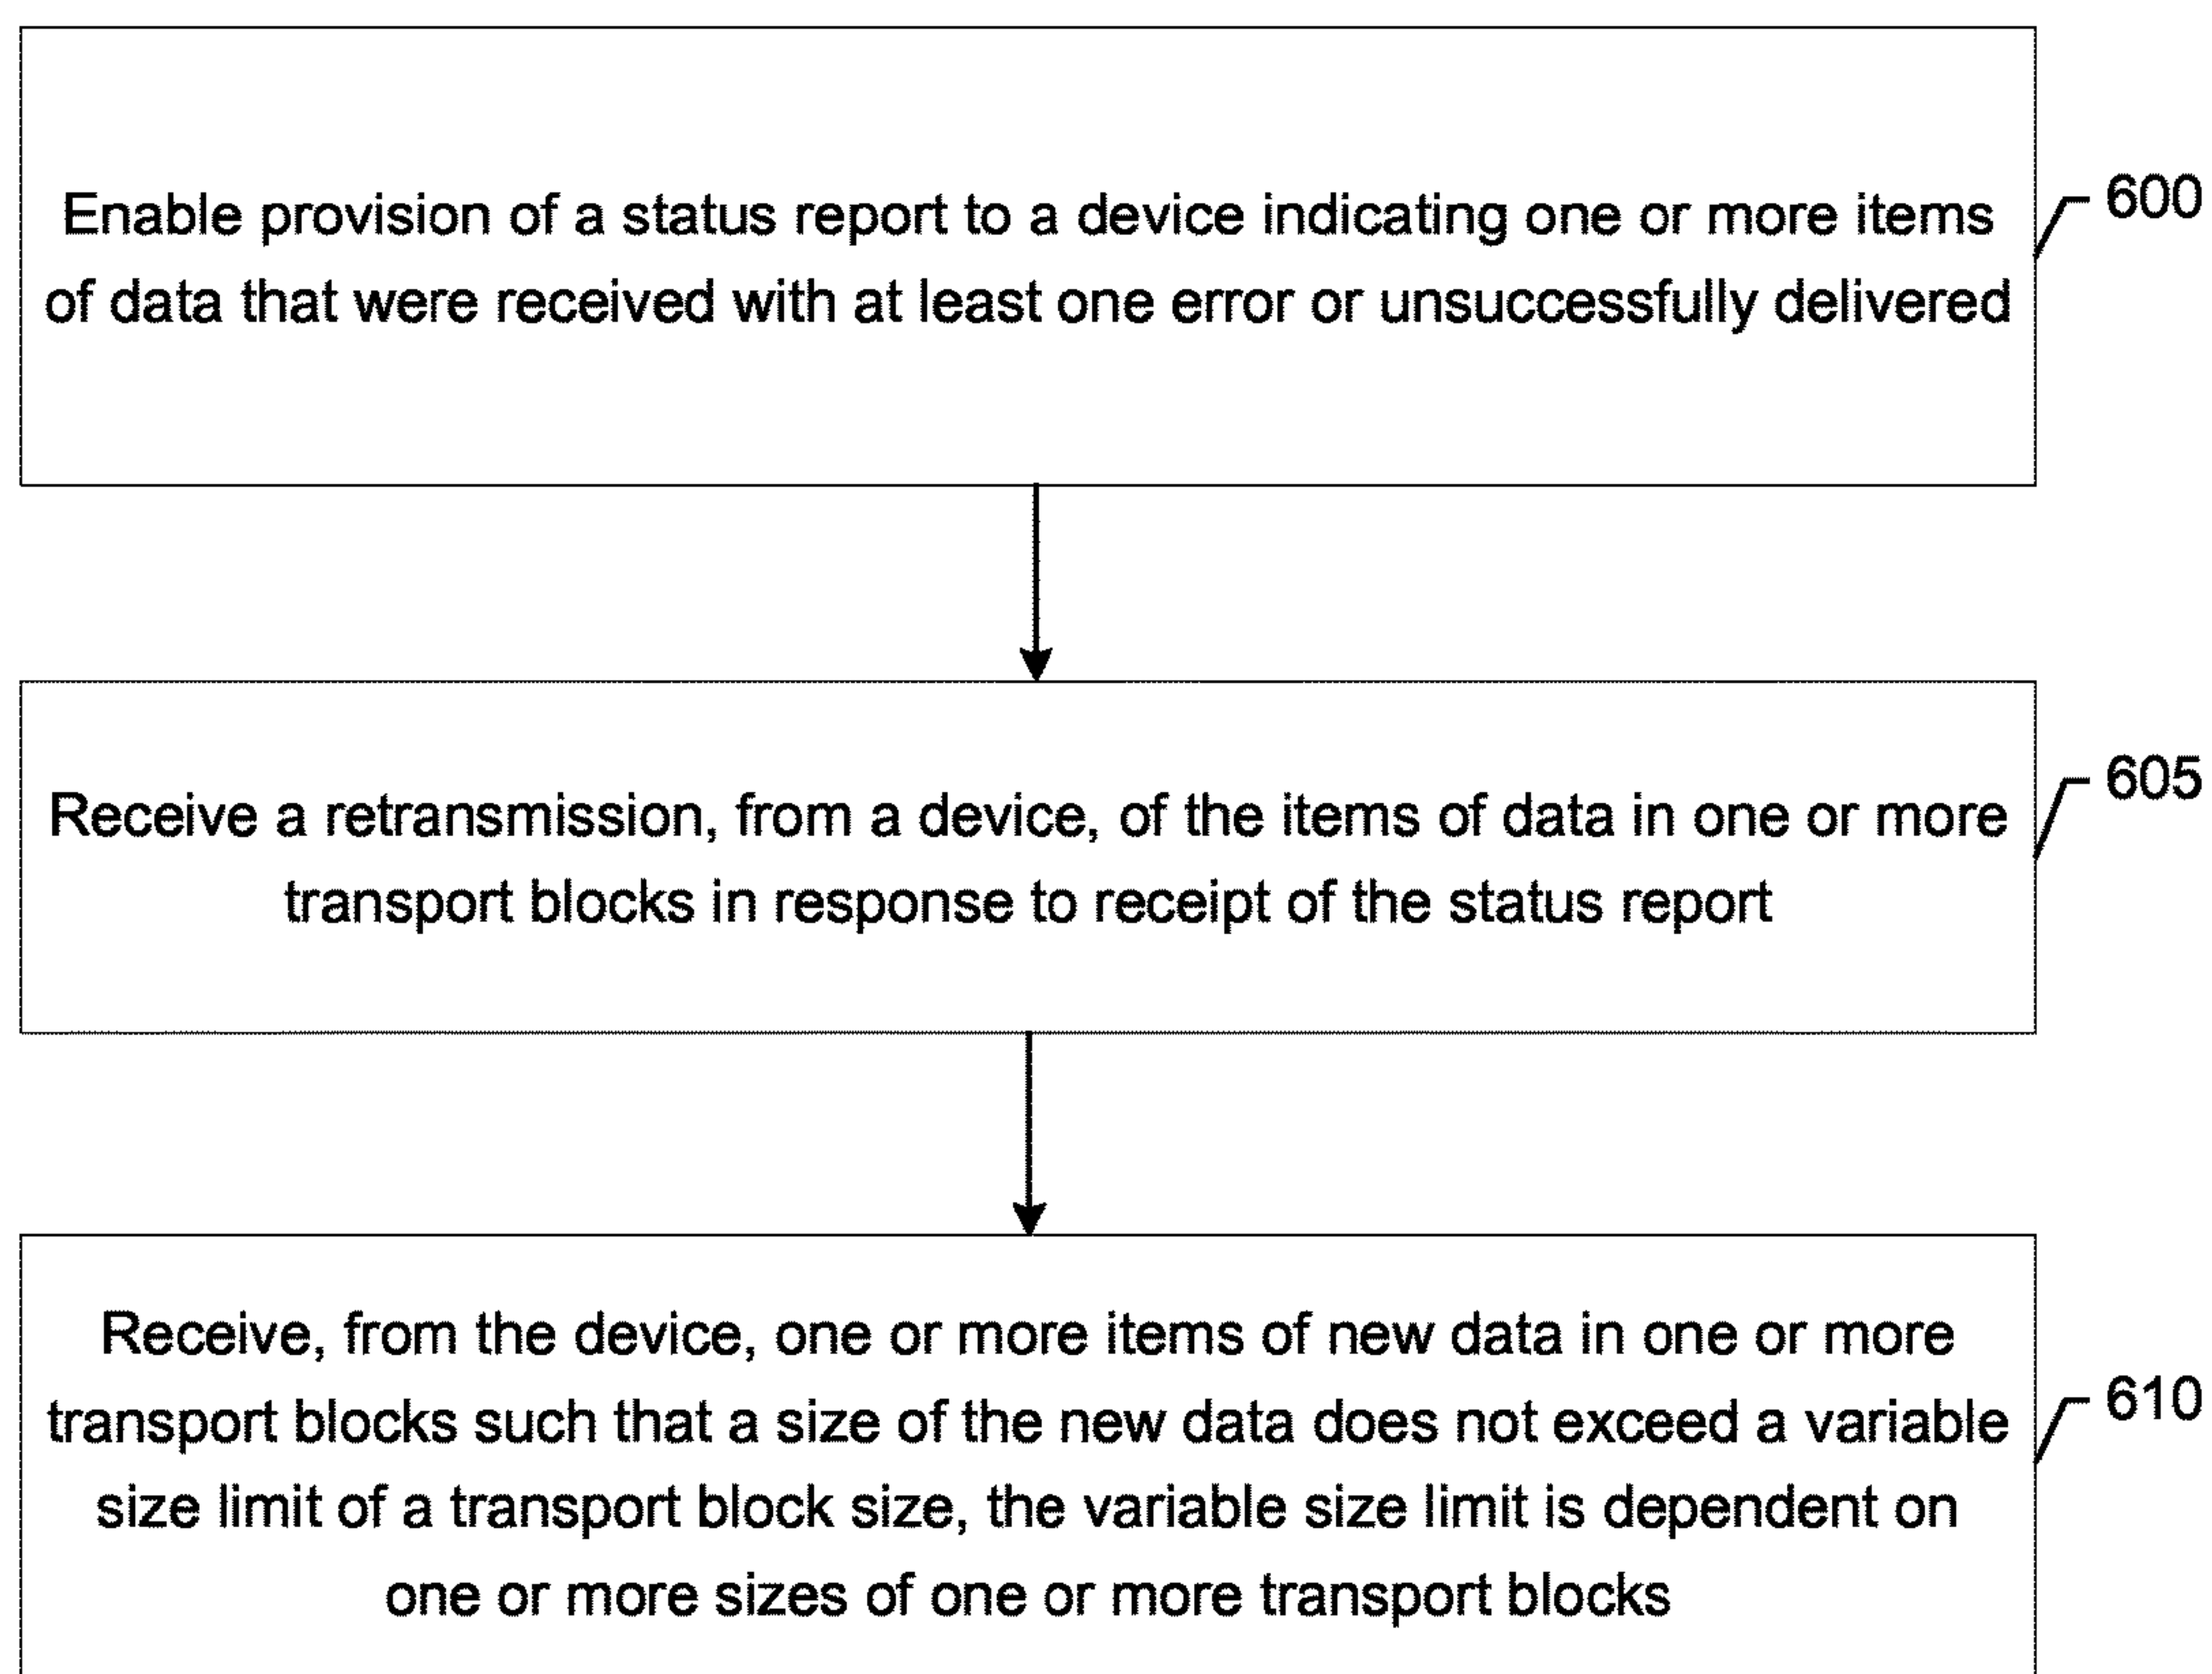 Enable provision of a status report to a device indicating one or more items
of data that were received with at least one error or unsuccessfully delivered
600
Receive a retransmission, from a device, of the items of data in one or more
transport blocks in response to receipt of the status report
605
Receive, from the device, one or more items of new data in one or more
transport blocks such that a size of the new data does not exceed a variable
size limit of a transport block size, the variable size limit is dependent on
one or more sizes of one or more transport blocks
610